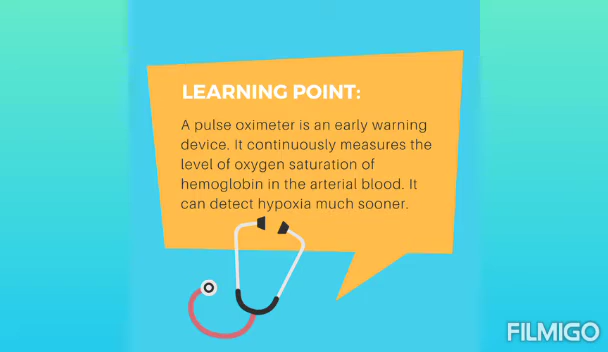 LEARNING POINT:
A pulse oximeter is an early warning
device. It continuously measures the
level of oxygen saturation of
hemoglobin in the arterial blood. It
can detect hypoxia much sooner.
FILMIGO